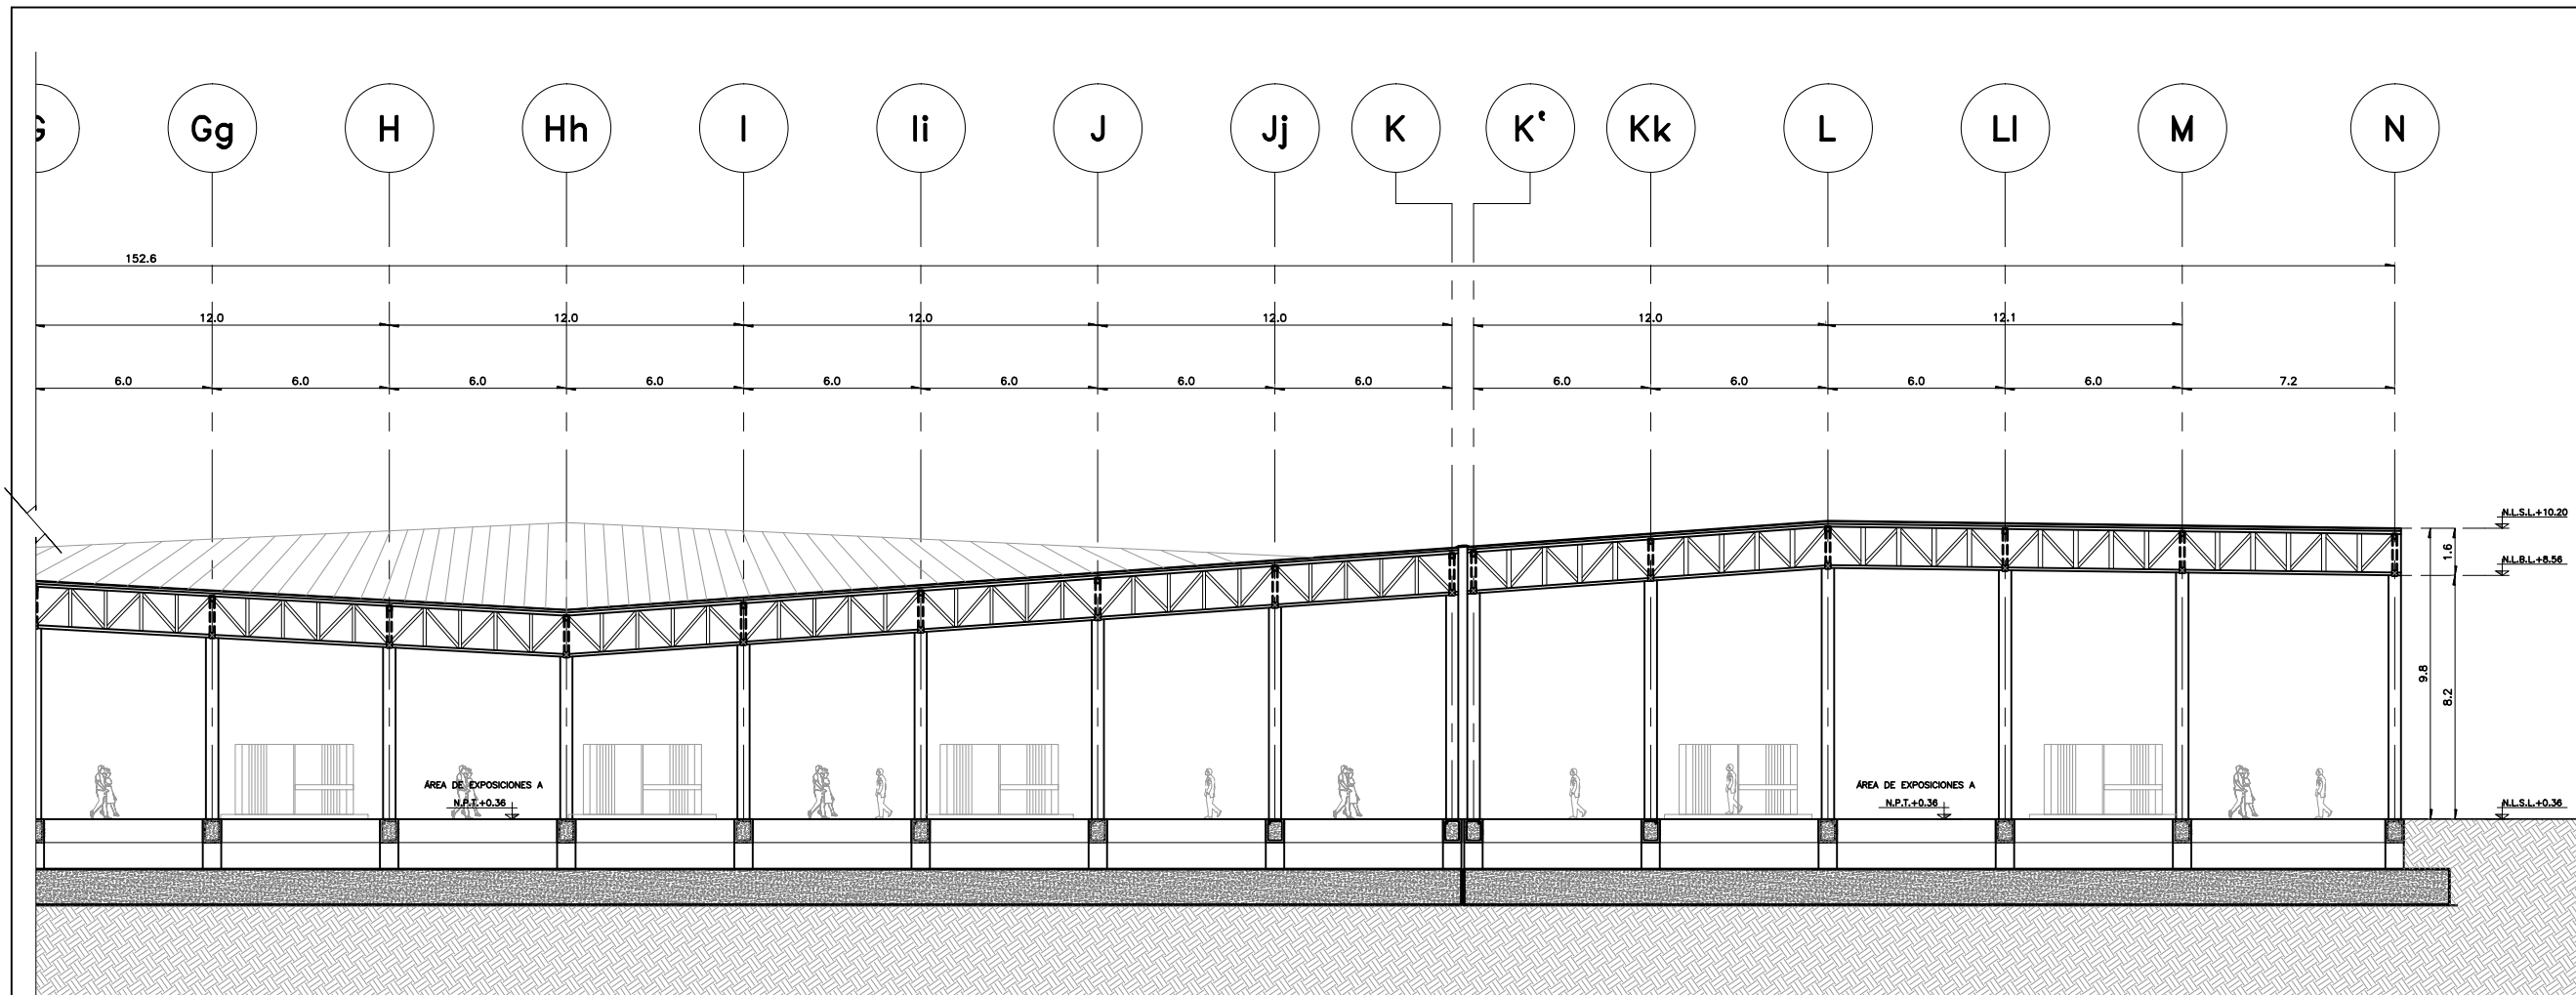 G Gg H Hh I Ii J Jj K K' Kk L Ll M N
152.6
12.0 12.0 12.0 12.0 12.0 12.1
6.0 6.0 6.0 6.0 6.0 6.0 6.0 6.0 6.0 6.0 6.0 6.0 7.2
N.L.S.L.+10.20
1.6
N.L.B.L.+8.56
9.8
8.2
ÁREA DE EXPOSICIONES A
N.P.T.+0.36
ÁREA DE EXPOSICIONES A
N.P.T.+0.36
N.L.S.L.+0.36